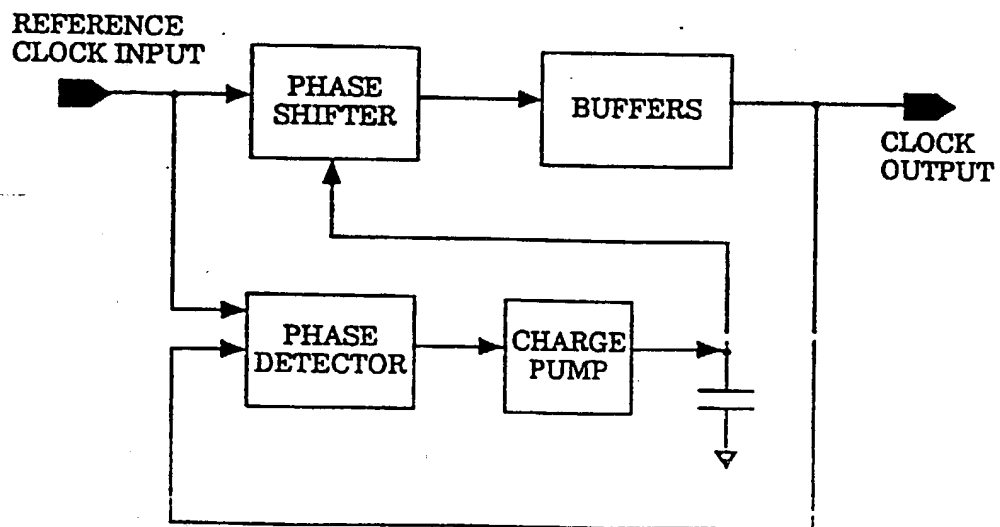 REFERENCE
CLOCK INPUT
PHASE
SHIFTER
BUFFERS
CLOCK
OUTPUT
PHASE
DETECTOR
CHARGE
PUMP